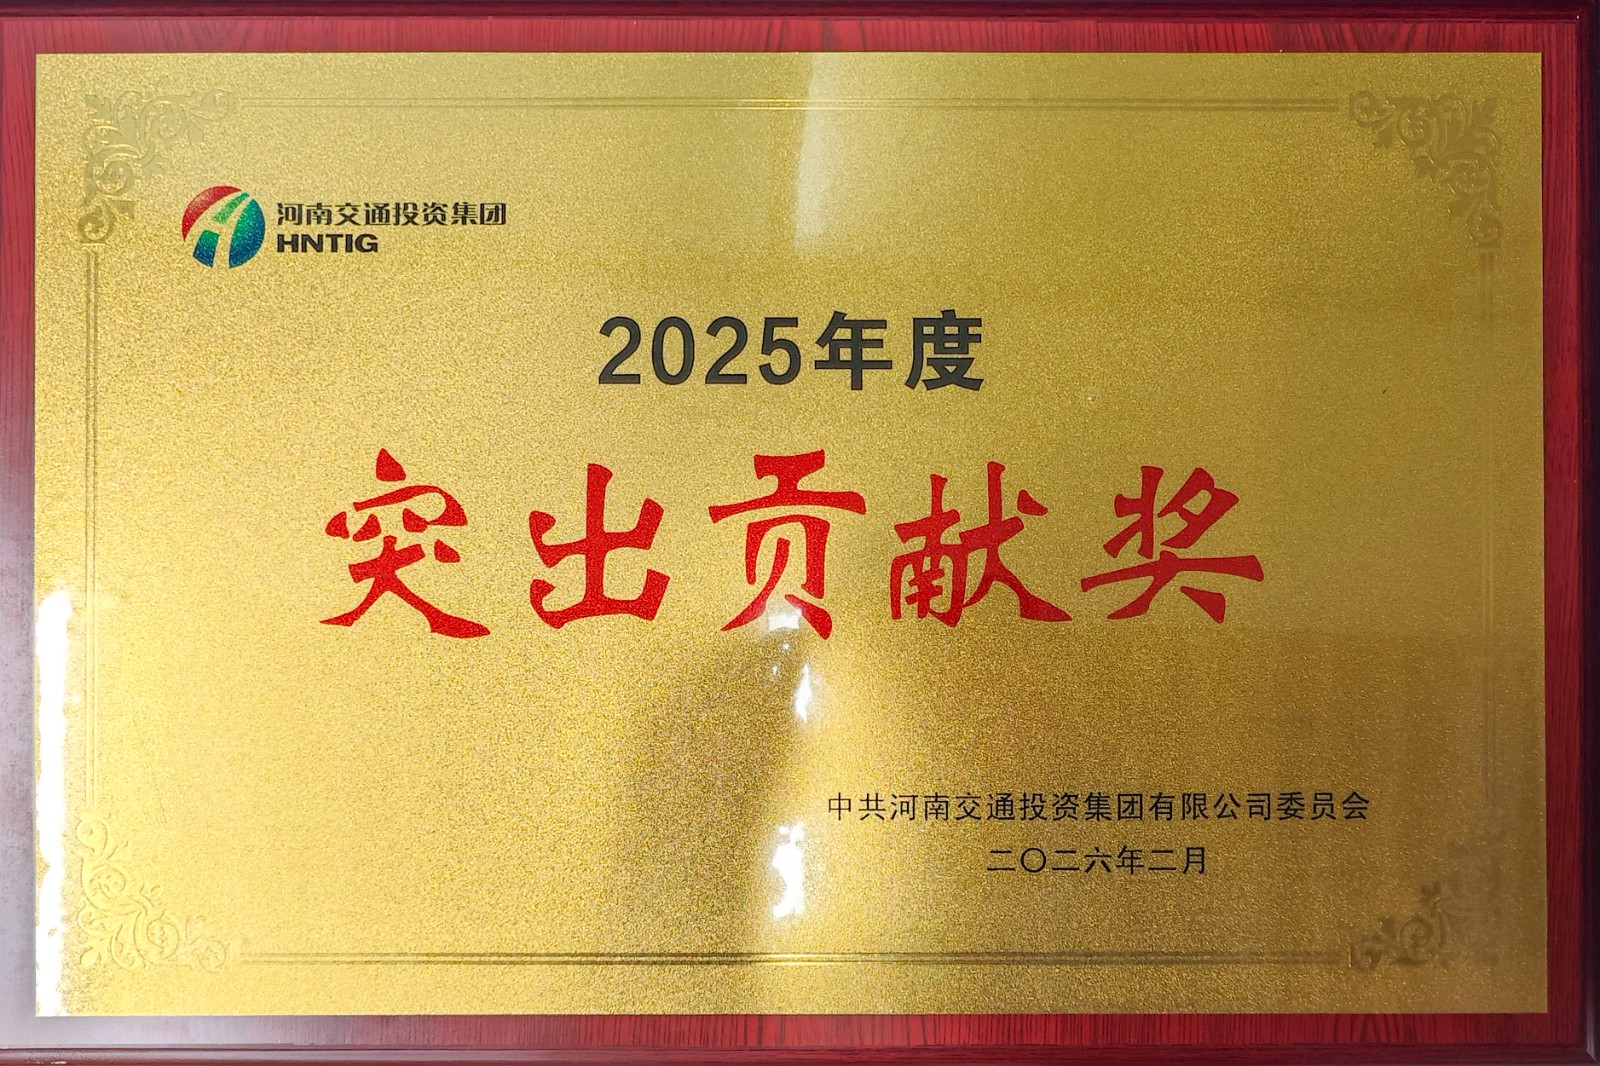 河南交通投资集团
HNTIG
2025年度
突出贡献奖
中共河南交通投资集团有限公司委员会
二〇二六年二月